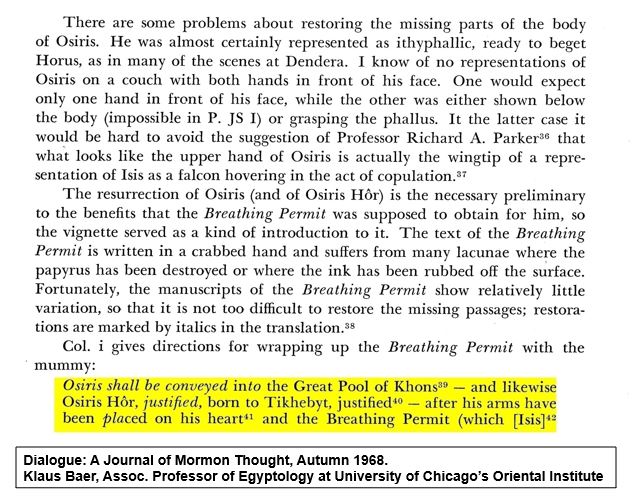 There are some problems about restoring the missing parts of the body
of Osiris. He was almost certainly represented as ithyphallic, ready to beget
Horus, as in many of the scenes at Dendera. I know of no representations of
Osiris on a couch with both hands in front of his face. One would expect
only one hand in front of his face, while the other was either shown below
the body (impossible in P. JS I) or grasping the phallus. It the latter case it
would be hard to avoid the suggestion of Professor Richard A. Parker³⁶ that
what looks like the upper hand of Osiris is actually the wingtip of a repre-
sentation of Isis as a falcon hovering in the act of copulation.³⁷
The resurrection of Osiris (and of Osiris Hôr) is the necessary preliminary
to the benefits that the Breathing Permit was supposed to obtain for him, so
the vignette served as a kind of introduction to it. The text of the Breathing
Permit is written in a crabbed hand and suffers from many lacunae where the
papyrus has been destroyed or where the ink has been rubbed off the surface.
Fortunately, the manuscripts of the Breathing Permit show relatively little
variation, so that it is not too difficult to restore the missing passages; restora-
tions are marked by italics in the translation.³⁸
Col. i gives directions for wrapping up the Breathing Permit with the
mummy:
Osiris shall be conveyed into the Great Pool of Khons³⁹ — and likewise
Osiris Hôr, justified, born to Tikhebyt, justified⁴⁰ — after his arms have
been placed on his heart⁴¹ and the Breathing Permit (which [Isis]⁴²
Dialogue: A Journal of Mormon Thought, Autumn 1968.
Klaus Baer, Assoc. Professor of Egyptology at University of Chicago's Oriental Institute